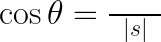 cos θ = —
|s|